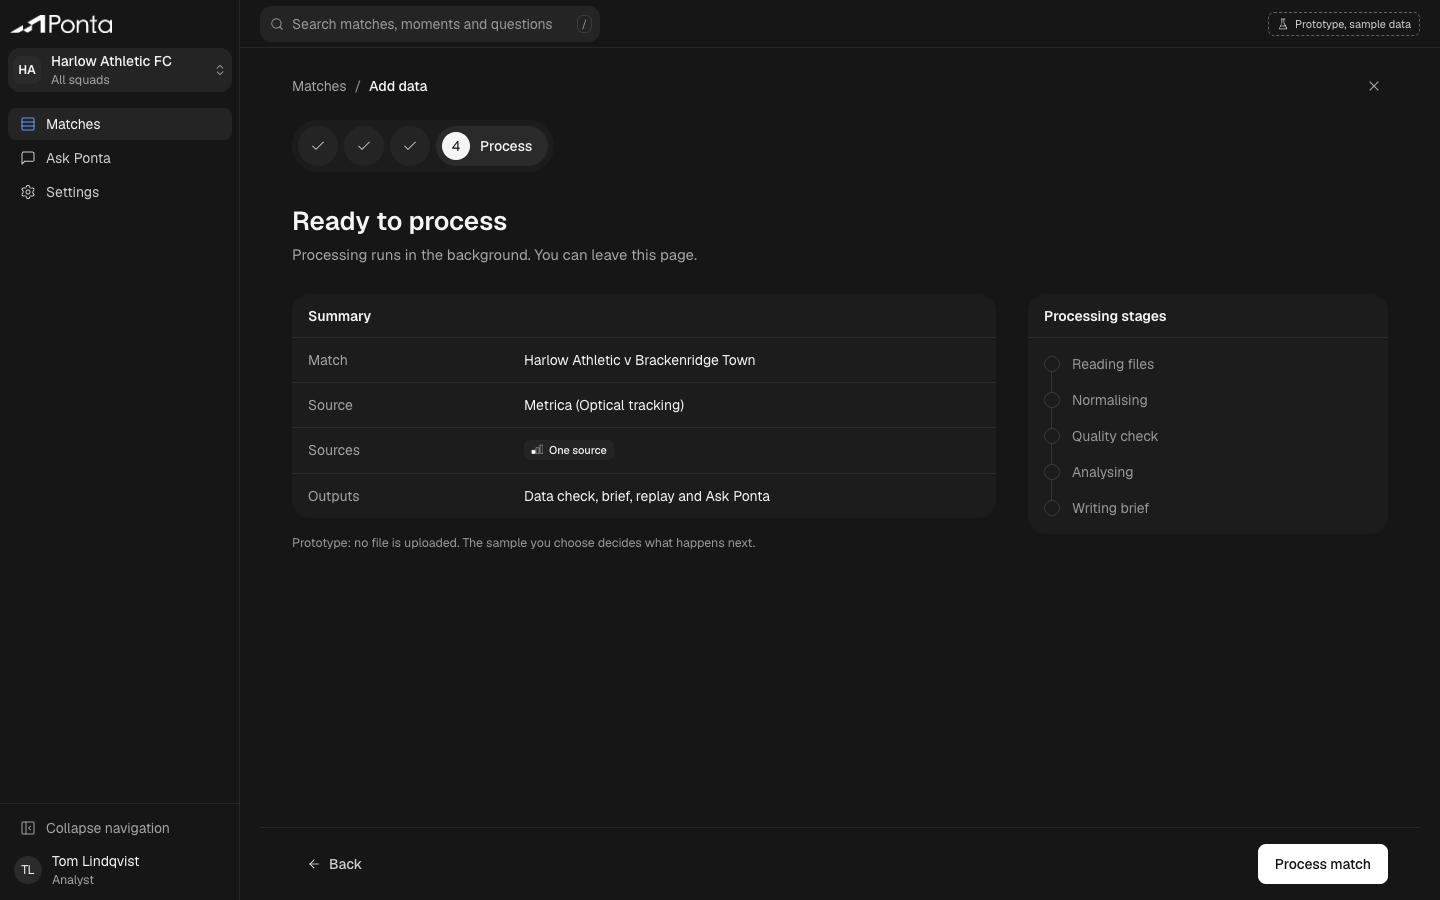 Ponta
Search matches, moments and questions
/
Prototype, sample data
HA
Harlow Athletic FC
All squads
Matches
Ask Ponta
Settings
Matches / Add data
4 Process
Ready to process
Processing runs in the background. You can leave this page.
Summary
Match Harlow Athletic v Brackenridge Town
Source Metrica (Optical tracking)
Sources One source
Outputs Data check, brief, replay and Ask Ponta
Prototype: no file is uploaded. The sample you choose decides what happens next.
Processing stages
Reading files
Normalising
Quality check
Analysing
Writing brief
Collapse navigation
TL
Tom Lindqvist
Analyst
Back
Process match